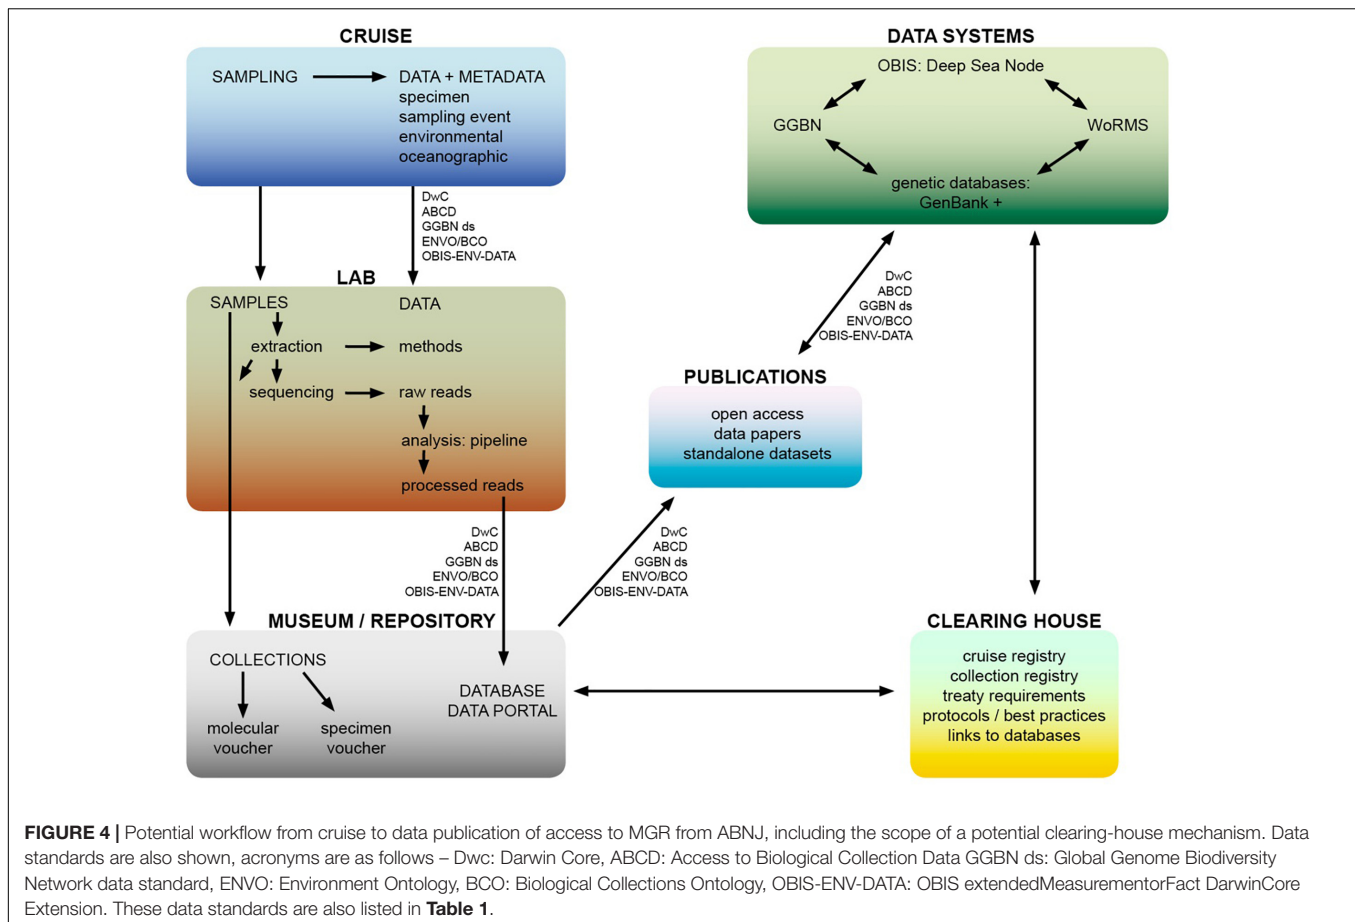 CRUISE
SAMPLING
DATA + METADATA
specimen
sampling event
environmental
oceanographic
DwC
ABCD
GGBN ds
ENVO/BCO
OBIS-ENV-DATA
LAB
SAMPLES
DATA
extraction
methods
sequencing
raw reads
analysis: pipeline
processed reads
DwC
ABCD
GGBN ds
ENVO/BCO
OBIS-ENV-DATA
MUSEUM / REPOSITORY
COLLECTIONS
molecular
voucher
specimen
voucher
DATABASE
DATA PORTAL
DwC
ABCD
GGBN ds
ENVO/BCO
OBIS-ENV-DATA
PUBLICATIONS
open access
data papers
standalone datasets
DwC
ABCD
GGBN ds
ENVO/BCO
OBIS-ENV-DATA
DATA SYSTEMS
OBIS: Deep Sea Node
GGBN
WoRMS
genetic databases:
GenBank +
CLEARING HOUSE
cruise registry
collection registry
treaty requirements
protocols / best practices
links to databases
FIGURE 4 | Potential workflow from cruise to data publication of access to MGR from ABNJ, including the scope of a potential clearing-house mechanism. Data
standards are also shown, acronyms are as follows – Dwc: Darwin Core, ABCD: Access to Biological Collection Data GGBN ds: Global Genome Biodiversity
Network data standard, ENVO: Environment Ontology, BCO: Biological Collections Ontology, OBIS-ENV-DATA: OBIS extendedMeasurementorFact DarwinCore
Extension. These data standards are also listed in Table 1.